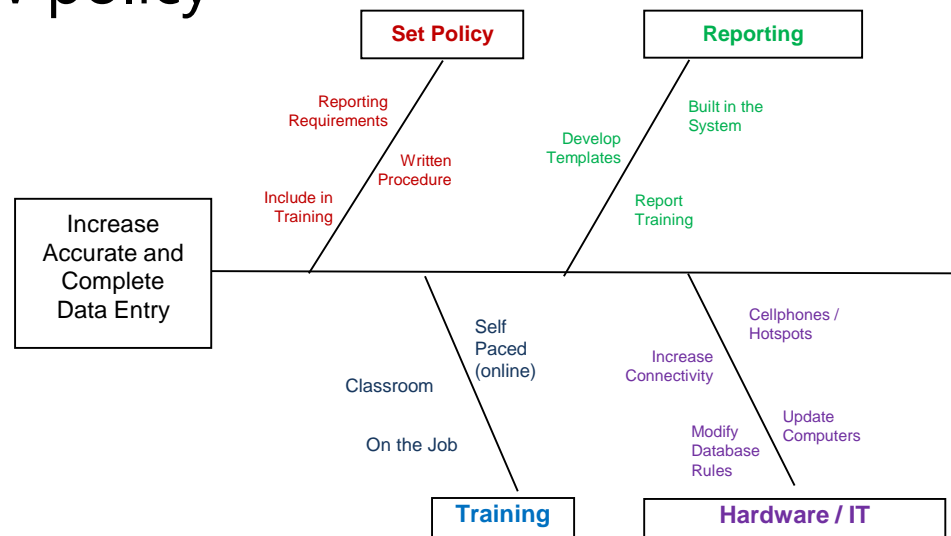 policy
Set Policy
Reporting
Reporting
Requirements
Written
Procedure
Include in
Training
Built in the
System
Develop
Templates
Report
Training
Increase
Accurate and
Complete
Data Entry
Self
Paced
(online)
Classroom
On the Job
Cellphones /
Hotspots
Increase
Connectivity
Update
Computers
Modify
Database
Rules
Training
Hardware / IT